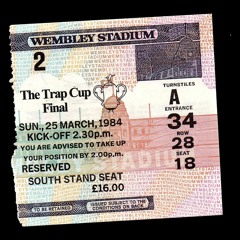 WEMBLEY STADIUM
2
The Trap Cup
Final
SUN, 25 MARCH, 1984
KICK-OFF 2.30p.m.
YOU ARE ADVISED TO TAKE UP
YOUR POSITION BY 2.00p.m.
RESERVED
SOUTH STAND SEAT
£16.00
TURNSTILES
A
ENTRANCE
34
ROW
28
SEAT
18
TO BE RETAINED
ISSUED SUBJECT TO THE
CONDITIONS ON BACK